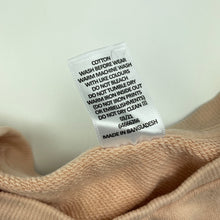 COTTON
WASH BEFORE WEAR
WARM MACHINE WASH
WITH LIKE COLOURS
DO NOT BLEACH
DO NOT TUMBLE DRY
WARM IRON INSIDE OUT
(DO NOT IRON PRINTS
OR EMBELLISHMENTS)
DO NOT DRY CLEAN
MADE IN BANGLADESH